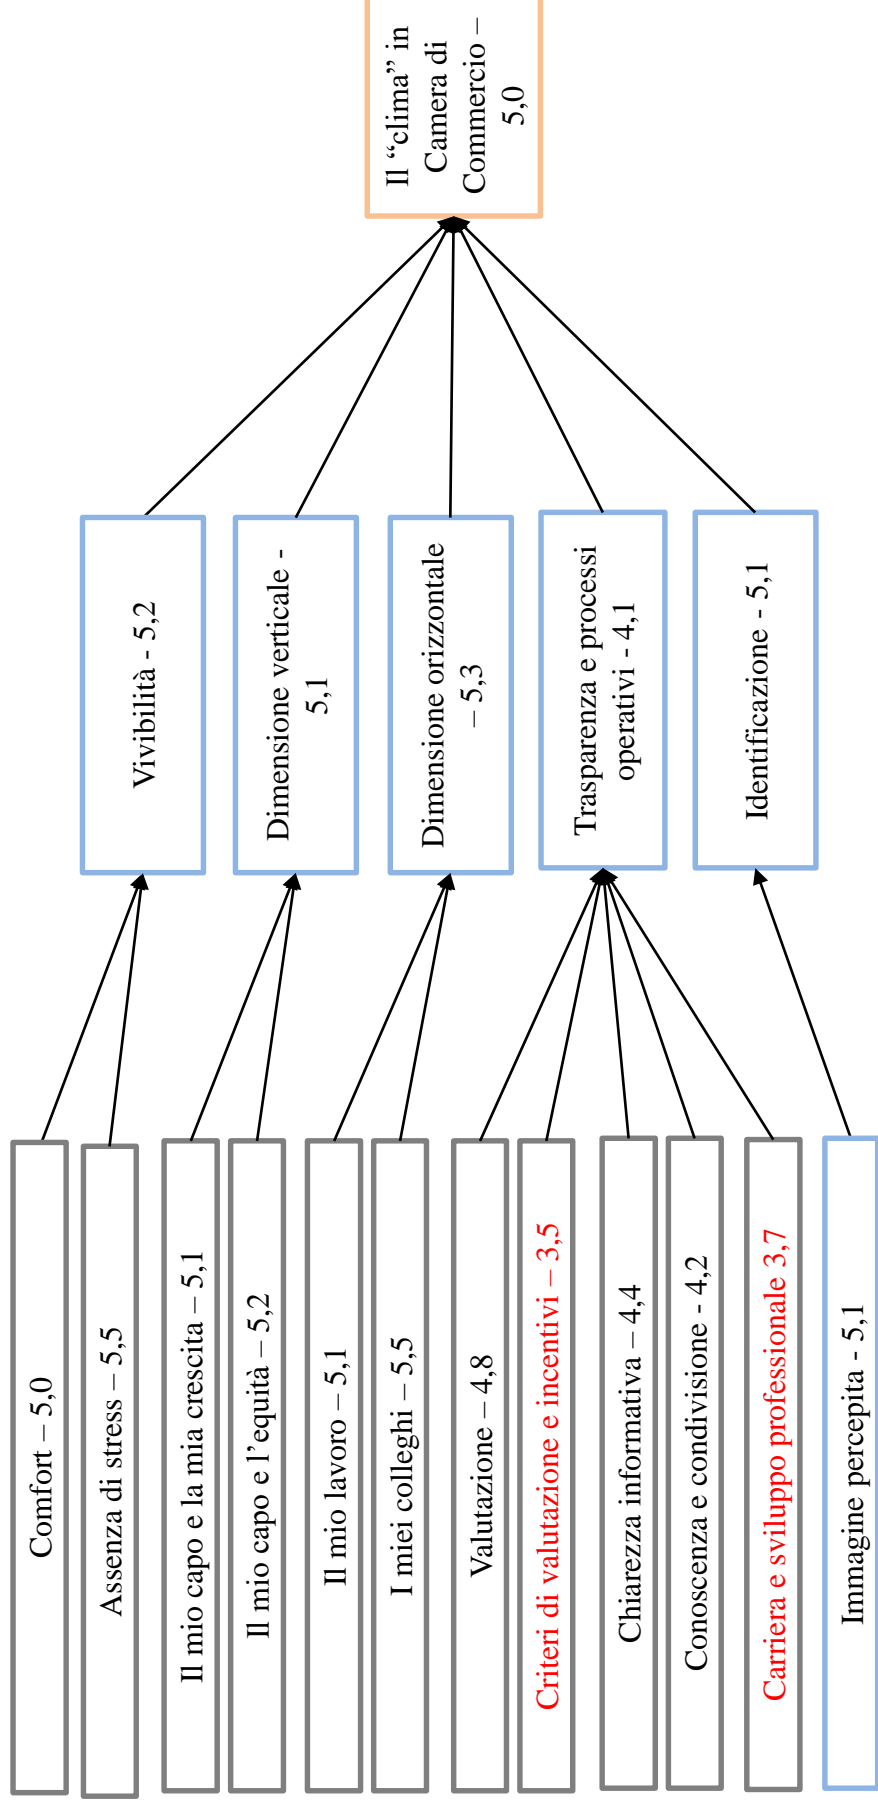 Comfort – 5,0
Assenza di stress – 5,5
Il mio capo e la mia crescita – 5,1
Il mio capo e l’equità – 5,2
Il mio lavoro – 5,1
I miei colleghi – 5,5
Valutazione – 4,8
Criteri di valutazione e incentivi – 3,5
Chiarezza informativa – 4,4
Conoscenza e condivisione - 4,2
Carriera e sviluppo professionale 3,7
Immagine percepita - 5,1
Vivibilità - 5,2
Dimensione verticale -
5,1
Dimensione orizzontale
– 5,3
Trasparenza e processi
operativi - 4,1
Identificazione - 5,1
Il “clima” in
Camera di
Commercio –
5,0